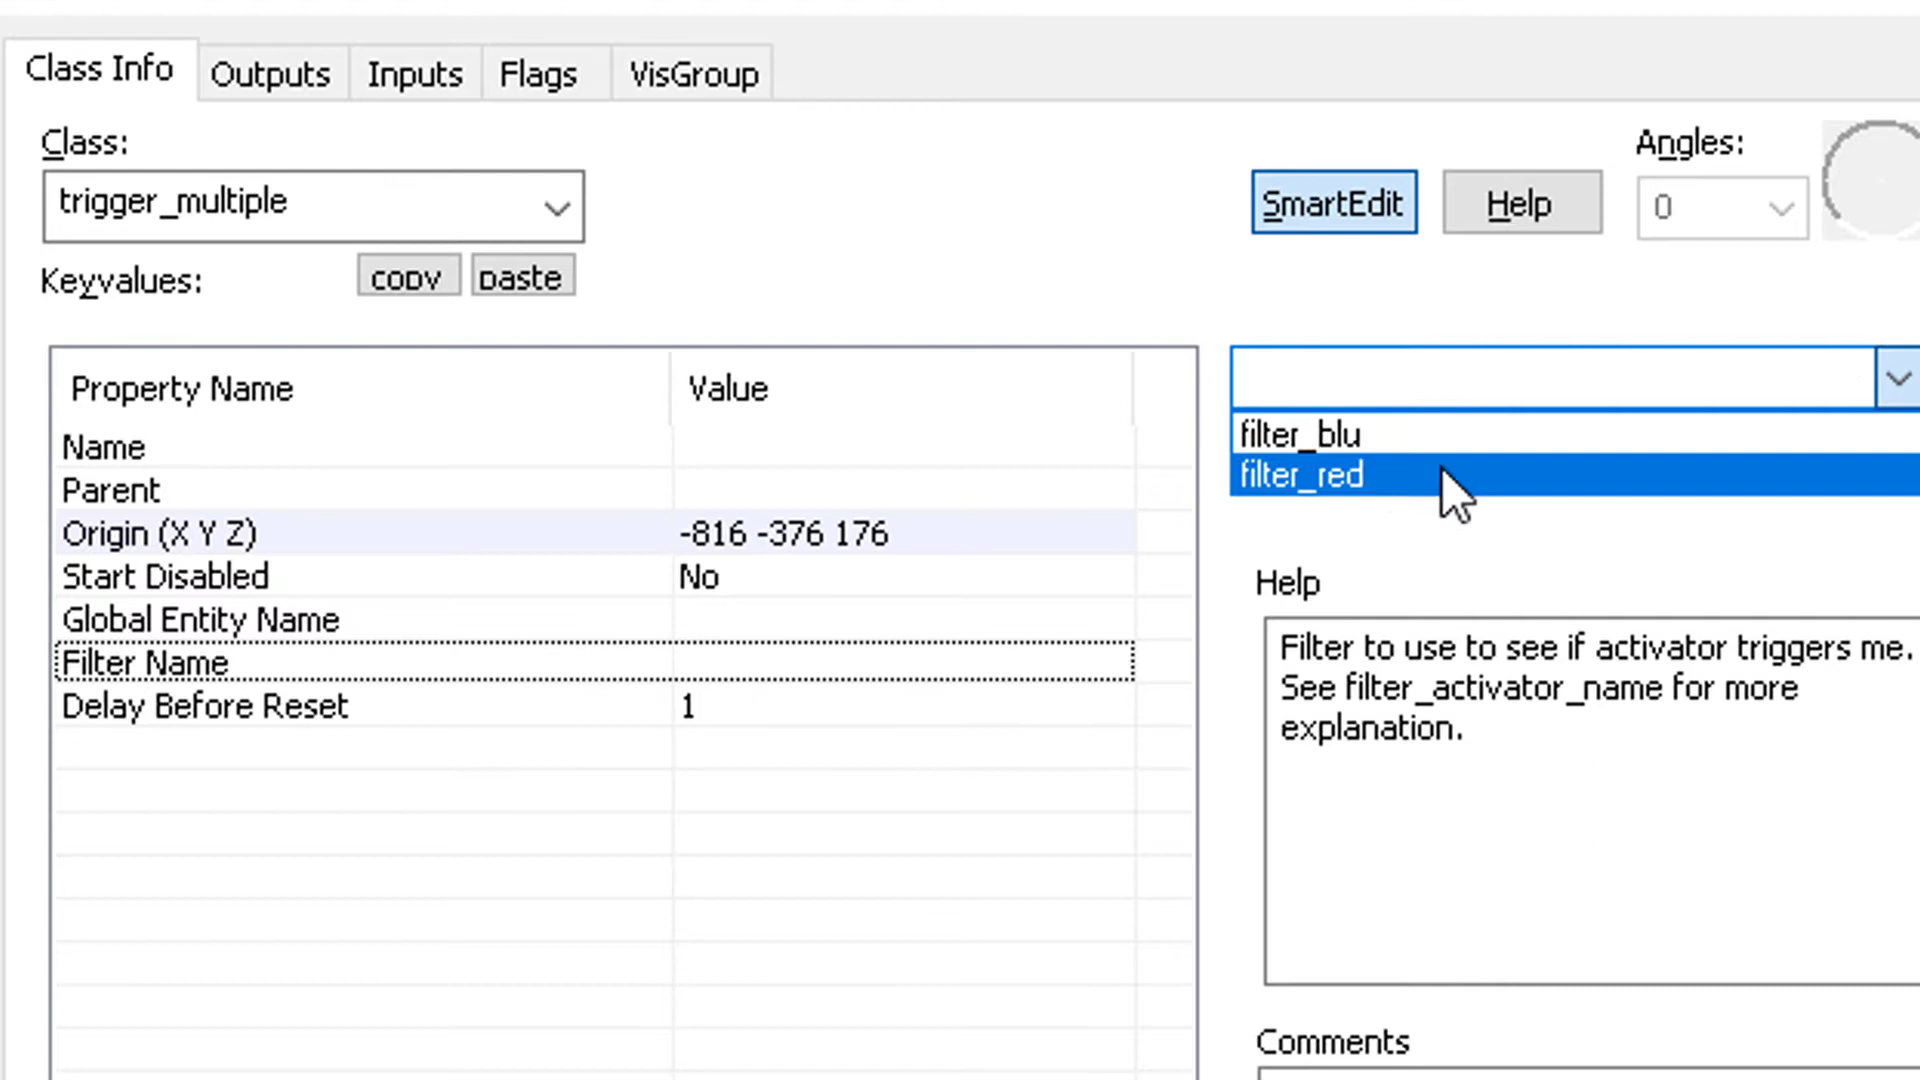 Class Info Outputs Inputs Flags VisGroup
Class:
Angles:
trigger_multiple
SmartEdit Help 0
Keyvalues: copy paste
Property Name Value
Name
Parent
Origin (X Y Z) -816 -376 176
Start Disabled No
Global Entity Name
Filter Name
Delay Before Reset 1
filter_blu
filter_red
Help
Filter to use to see if activator triggers me.
See filter_activator_name for more
explanation.
Comments